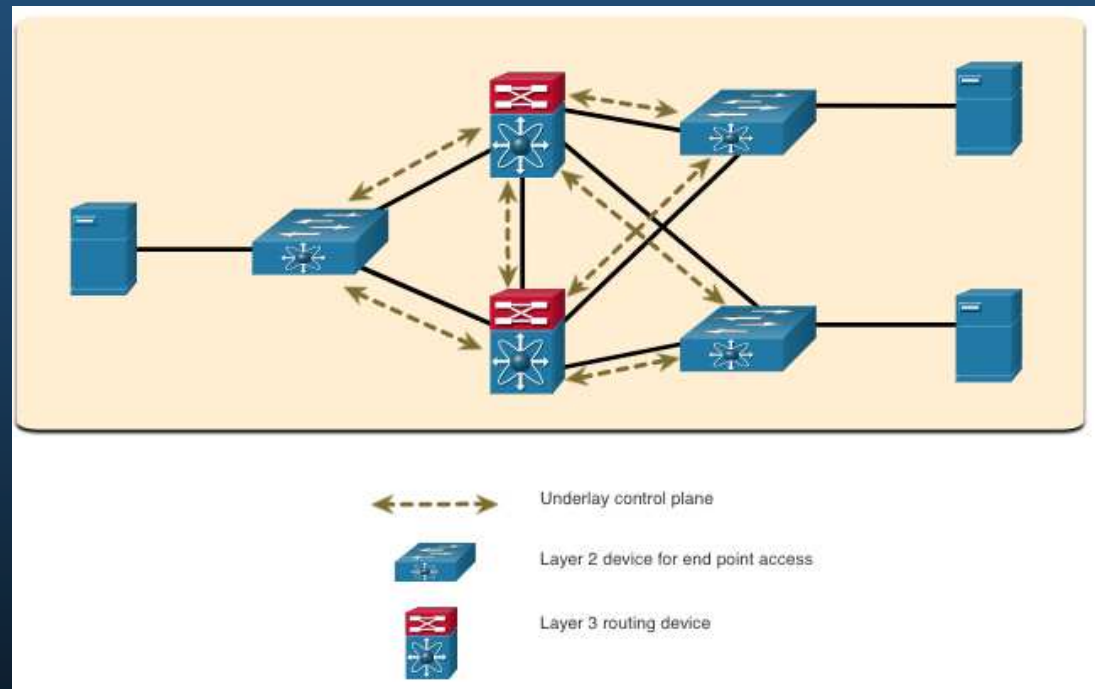 Underlay control plane
Layer 2 device for end point access
Layer 3 routing device